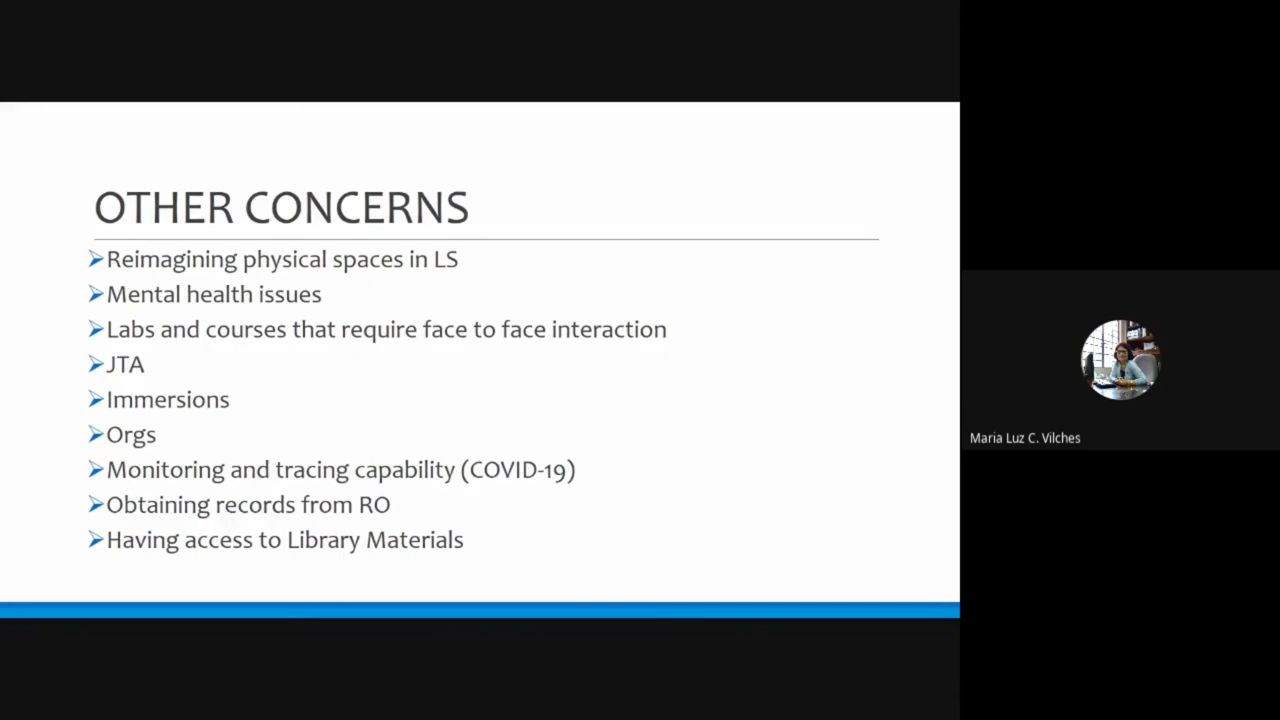 OTHER CONCERNS
Reimagining physical spaces in LS
Mental health issues
Labs and courses that require face to face interaction
JTA
Immersions
Orgs
Monitoring and tracing capability (COVID-19)
Obtaining records from RO
Having access to Library Materials
Maria Luz C. Vilches